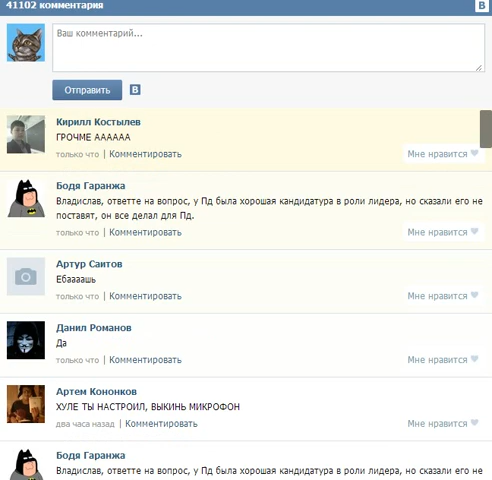 41102 комментария
B
Ваш комментарий...
Отправить B
Кирилл Костылев
ГРОЧМЕ АААААА
только что | Комментировать Мне нравится
Бодя Гаранжа
Владислав, ответте на вопрос, у Пд была хорошая кандидатура в роли лидера, но сказали его не
поставят, он все делал для Пд.
только что | Комментировать Мне нравится
Артур Саитов
Ебаааашь
только что | Комментировать Мне нравится
Данил Романов
Да
только что | Комментировать Мне нравится
Артем Кононков
ХУЛЕ ТЫ НАСТРОИЛ, ВЫКИНЬ МИКРОФОН
два часа назад | Комментировать Мне нравится
Бодя Гаранжа
Владислав, ответте на вопрос, у Пд была хорошая кандидатура в роли лидера, но сказали его не